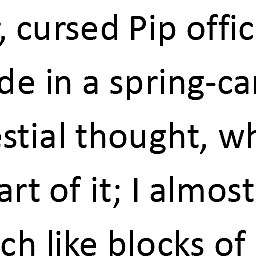 , cursed Pip offic
de in a spring-car
estial thought, wh
art of it; I almost
ch like blocks of